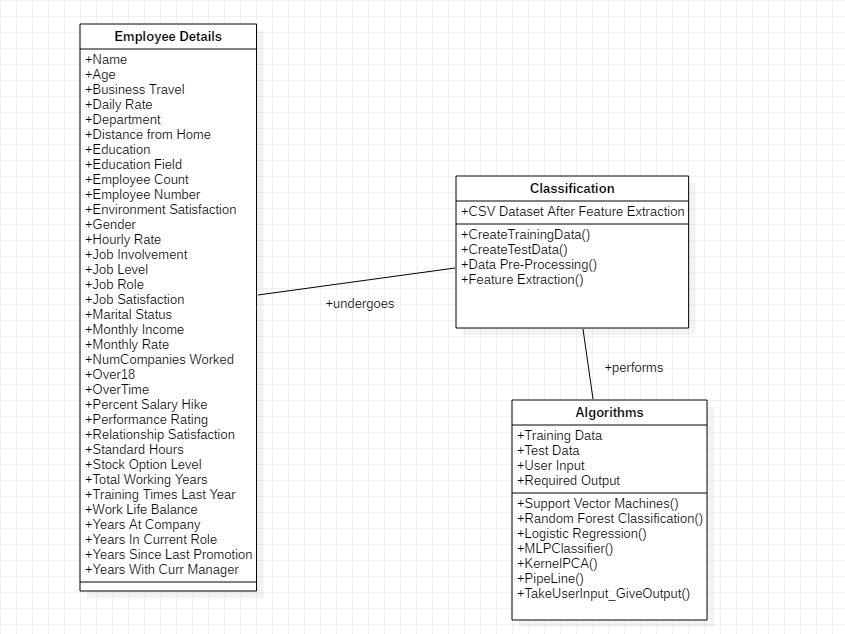 Employee Details
+Name
+Age
+Business Travel
+Daily Rate
+Department
+Distance from Home
+Education
+Education Field
+Employee Count
+Employee Number
+Environment Satisfaction
+Gender
+Hourly Rate
+Job Involvement
+Job Level
+Job Role
+Job Satisfaction
+Marital Status
+Monthly Income
+Monthly Rate
+NumCompanies Worked
+Over18
+OverTime
+Percent Salary Hike
+Performance Rating
+Relationship Satisfaction
+Standard Hours
+Stock Option Level
+Total Working Years
+Training Times Last Year
+Work Life Balance
+Years At Company
+Years In Current Role
+Years Since Last Promotion
+Years With Curr Manager
+undergoes
Classification
+CSV Dataset After Feature Extraction
+CreateTrainingData()
+CreateTestData()
+Data Pre-Processing()
+Feature Extraction()
+performs
Algorithms
+Training Data
+Test Data
+User Input
+Required Output
+Support Vector Machines()
+Random Forest Classification()
+Logistic Regression()
+MLPClassifier()
+KernelPCA()
+PipeLine()
+TakeUserInput_GiveOutput()